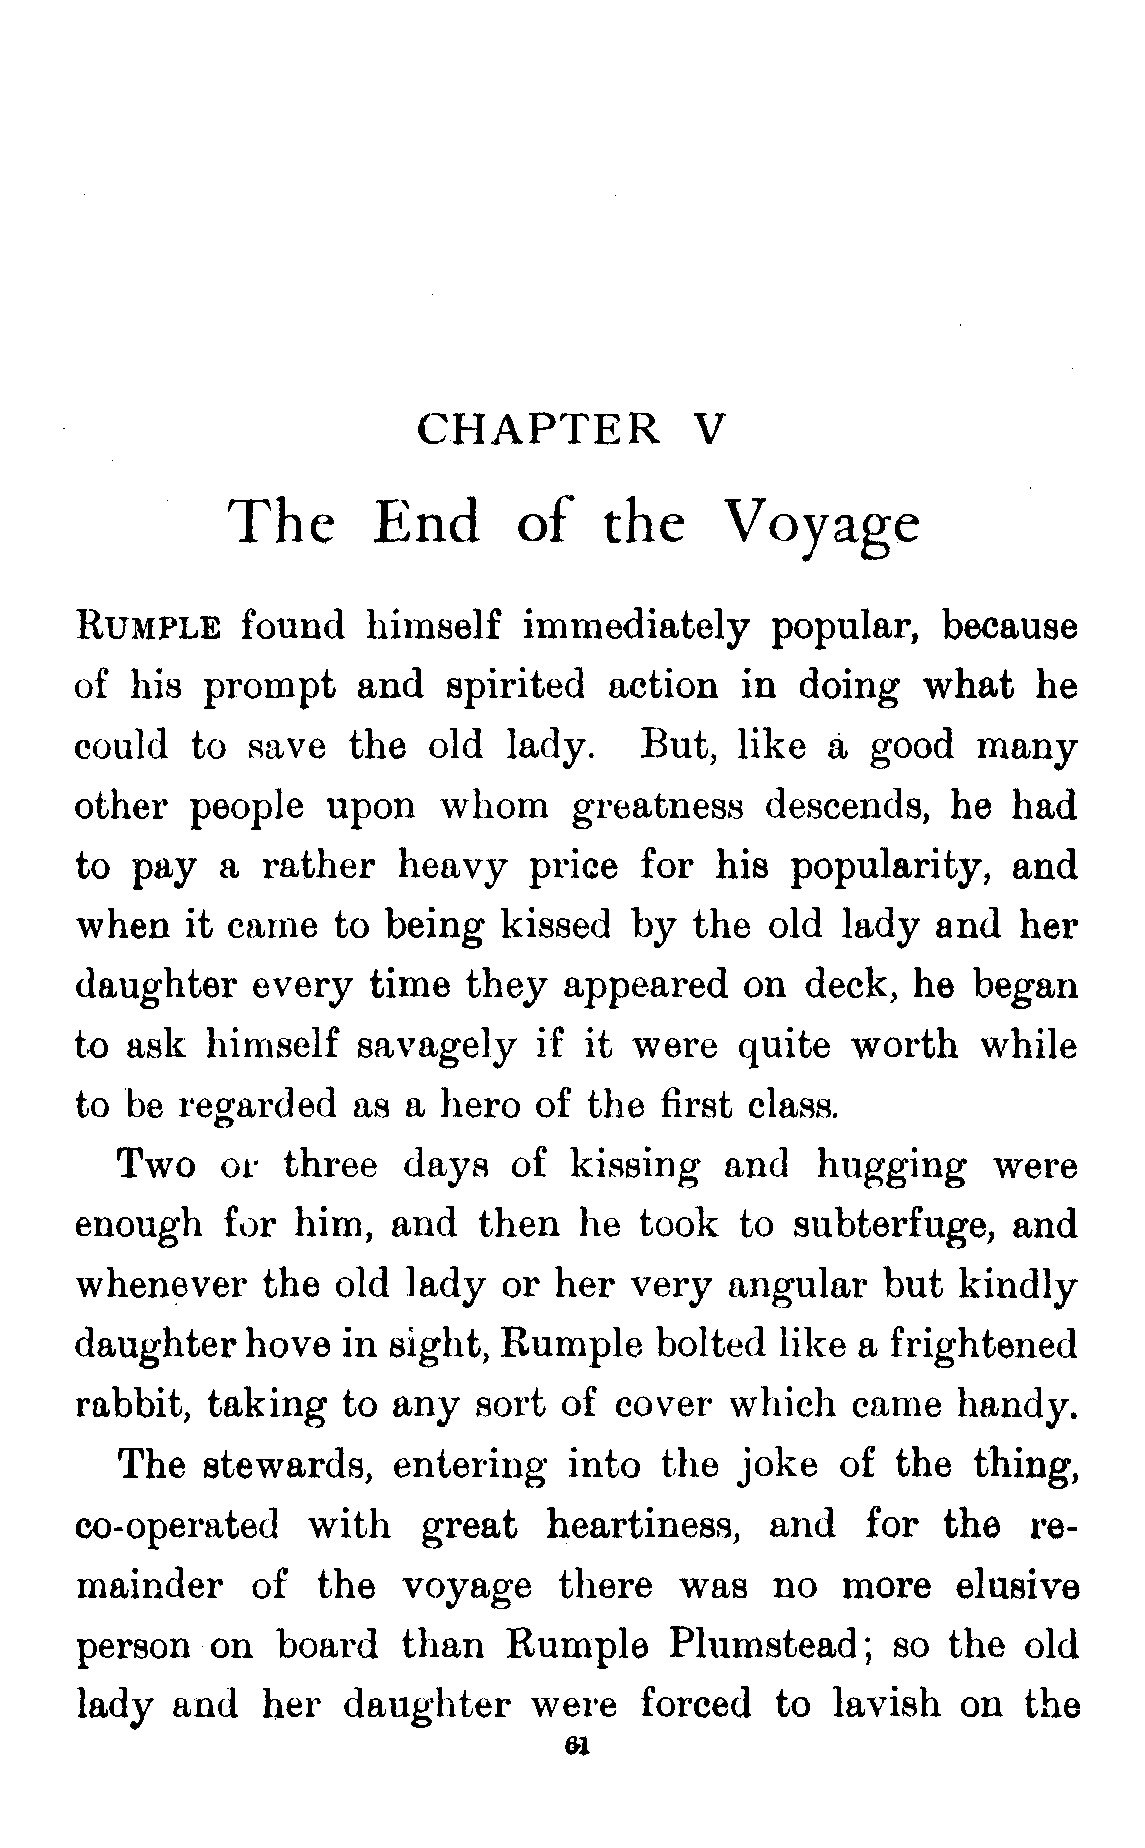 CHAPTER V
The End of the Voyage
RUMPLE found himself immediately popular, because
of his prompt and spirited action in doing what he
could to save the old lady. But, like a good many
other people upon whom greatness descends, he had
to pay a rather heavy price for his popularity, and
when it came to being kissed by the old lady and her
daughter every time they appeared on deck, he began
to ask himself savagely if it were quite worth while
to be regarded as a hero of the first class.
Two or three days of kissing and hugging were
enough for him, and then he took to subterfuge, and
whenever the old lady or her very angular but kindly
daughter hove in sight, Rumple bolted like a frightened
rabbit, taking to any sort of cover which came handy.
The stewards, entering into the joke of the thing,
co-operated with great heartiness, and for the re-
mainder of the voyage there was no more elusive
person on board than Rumple Plumstead; so the old
lady and her daughter were forced to lavish on the
61